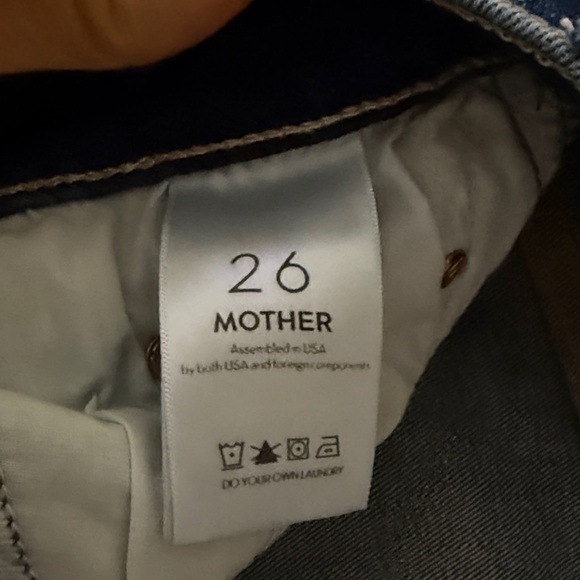 26
MOTHER
Assembled in USA
by both USA and foreign components
DO YOUR OWN LAUNDRY